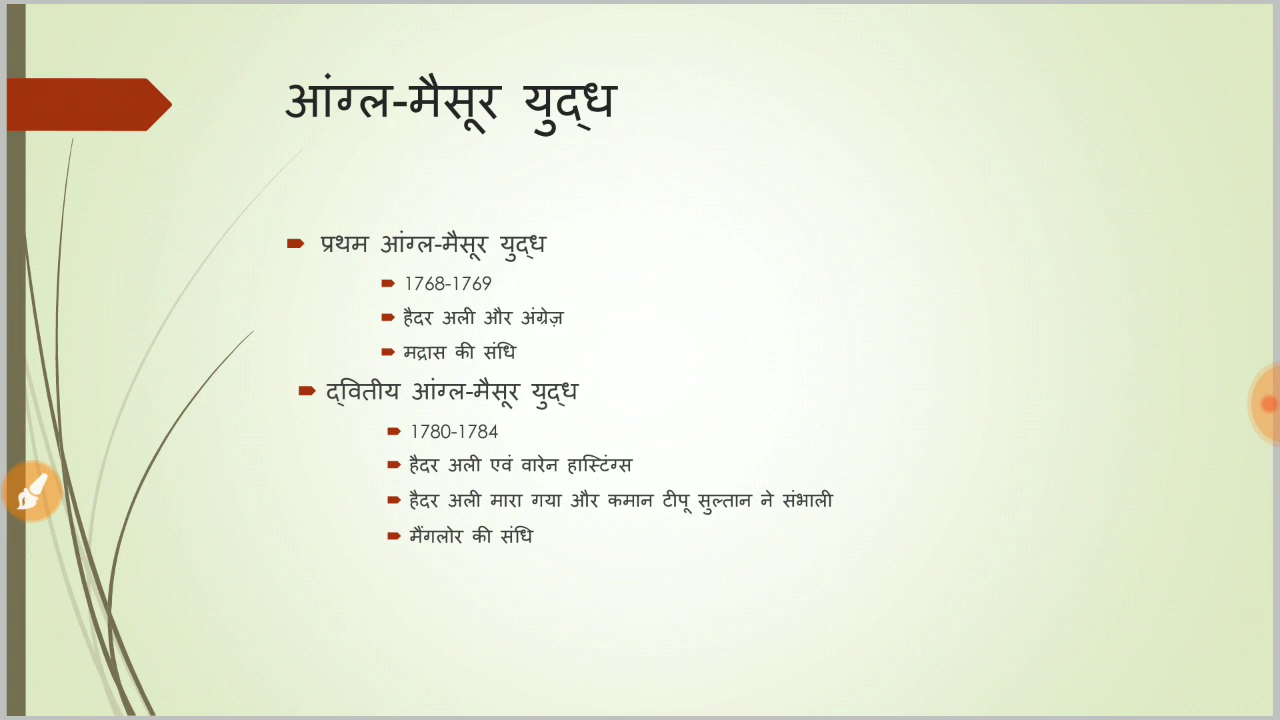 आंग्ल-मैसूर युद्ध
प्रथम आंग्ल-मैसूर युद्ध
1768-1769
हैदर अली और अंग्रेज़
मद्रास की संधि
द्वितीय आंग्ल-मैसूर युद्ध
1780-1784
हैदर अली एवं वारेन हास्टिंग्स
हैदर अली मारा गया और कमान टीपू सुल्तान ने संभाली
मैंगलोर की संधि